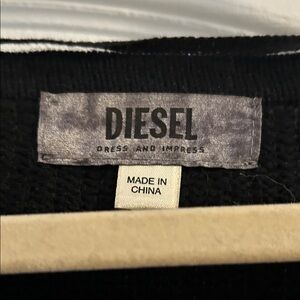 DIESEL
DRESS AND IMPRESS
MADE IN
CHINA